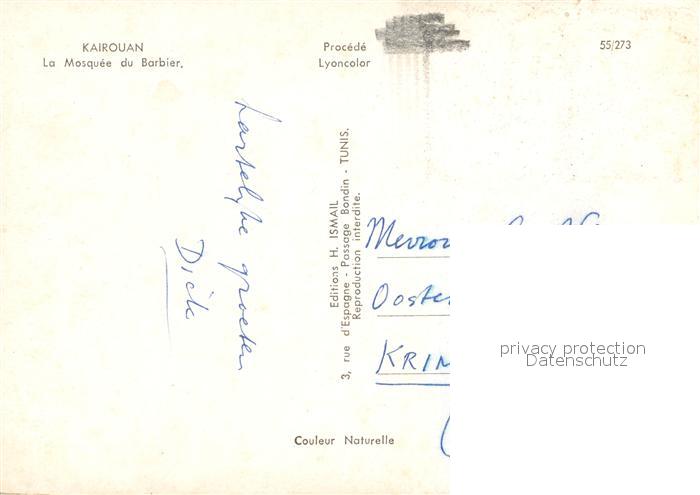 KAIROUAN
La Mosquée du Barbier.
Procédé
Lyoncolor
55/273
hartelijke groeten
Dick
Editions H. ISMAIL
3, rue d'Espagne - Passage Bondin - TUNIS.
Reproduction interdite.
Couleur Naturelle
privacy protection
Datenschutz